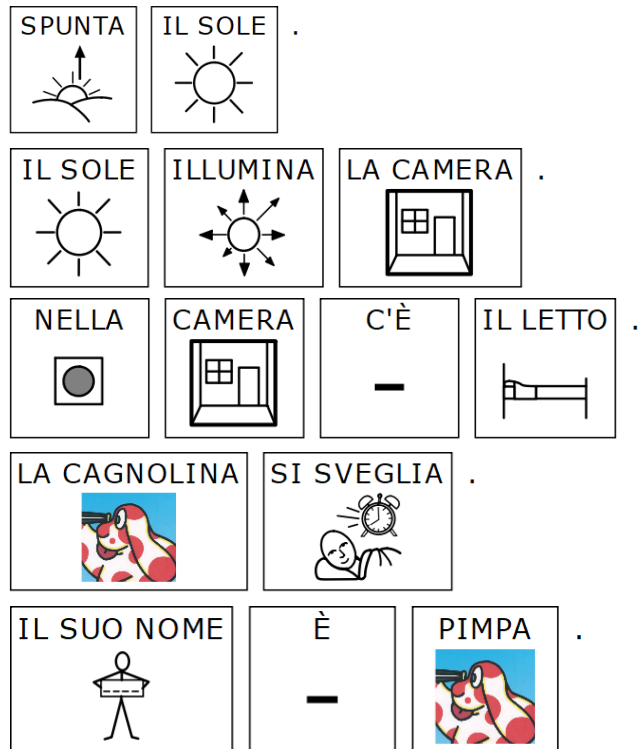 SPUNTA IL SOLE .
IL SOLE ILLUMINA LA CAMERA .
NELLA CAMERA C'È IL LETTO .
LA CAGNOLINA SI SVEGLIA .
IL SUO NOME È PIMPA .